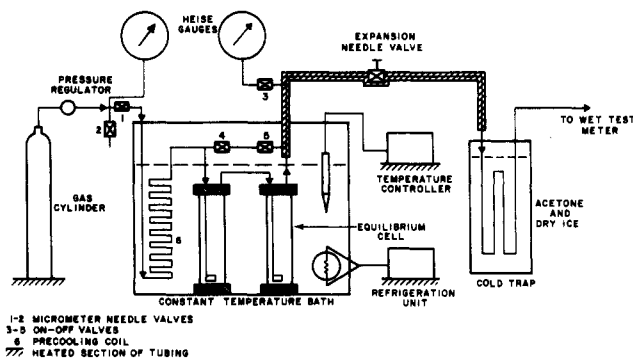 HEISE
GAUGES
EXPANSION
NEEDLE VALVE
PRESSURE
REGULATOR
1
2
3
4
5
TO WET TEST
METER
GAS
CYLINDER
6
TEMPERATURE
CONTROLLER
ACETONE
AND
DRY ICE
EQUILIBRIUM
CELL
CONSTANT TEMPERATURE BATH
REFRIGERATION
UNIT
COLD TRAP
1-2 MICROMETER NEEDLE VALVES
3-5 ON-OFF VALVES
6 PRECOOLING COIL
HEATED SECTION OF TUBING